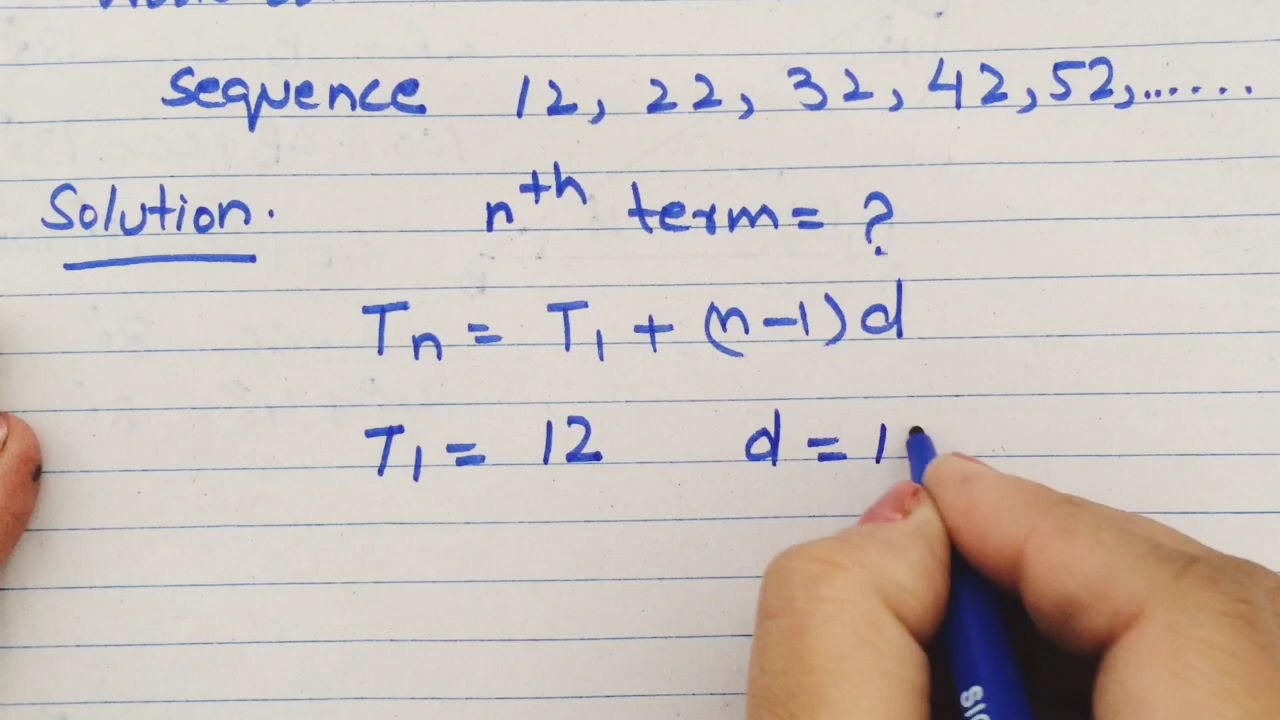 Sequence 12, 22, 32, 42, 52, ......
Solution. nth term = ?
Tn = T1 + (n-1)d
T1 = 12 d = 1